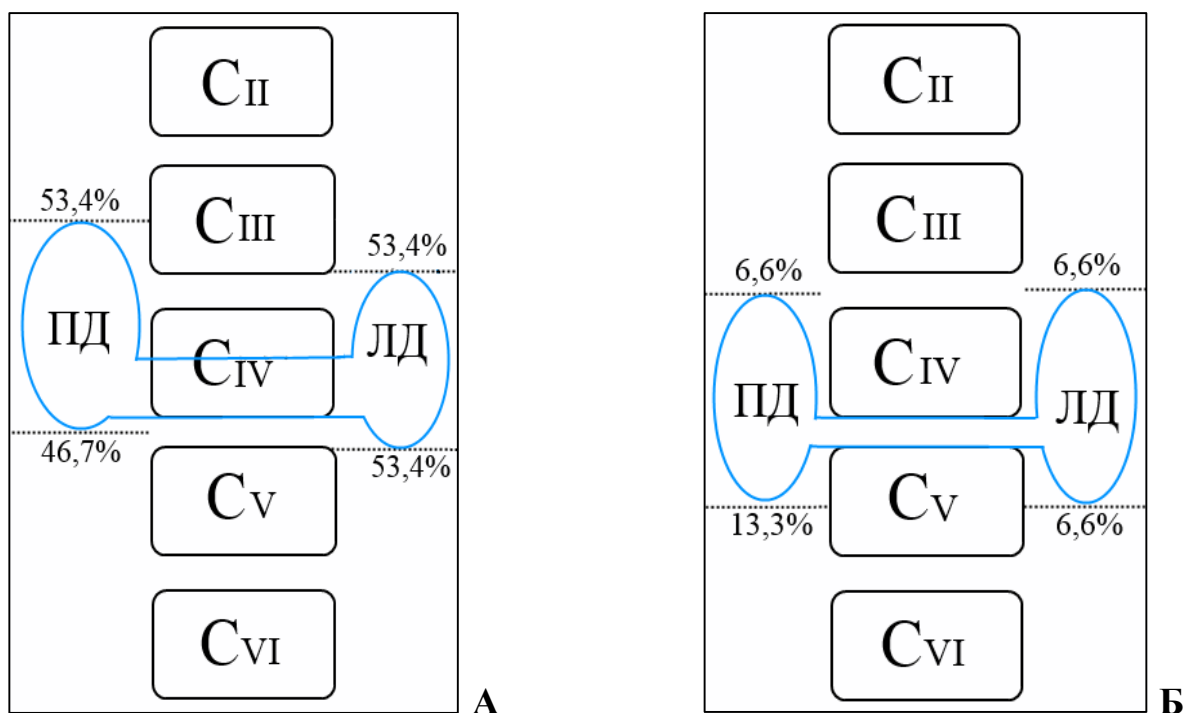 CII
CIII
53,4%
53,4%
ПД
ЛД
CIV
46,7%
53,4%
CV
CVI
А
CII
CIII
6,6%
6,6%
CIV
ПД
ЛД
CV
13,3%
6,6%
CVI
Б